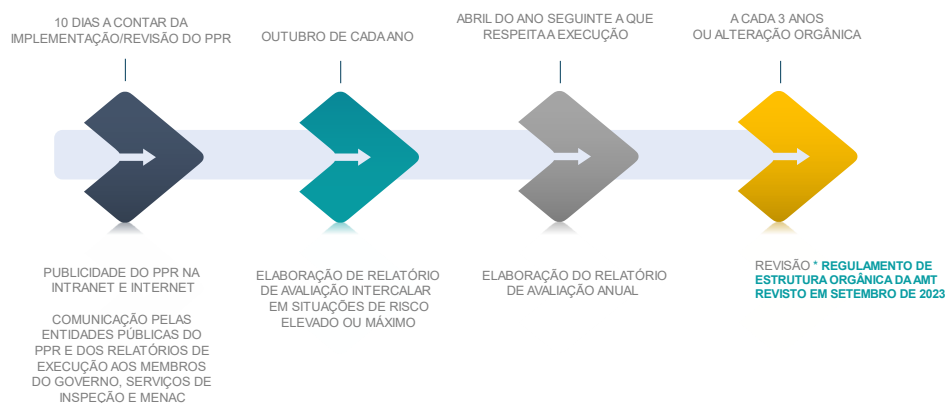 10 DIAS A CONTAR DA
IMPLEMENTAÇÃO/REVISÃO DO PPR
OUTUBRO DE CADA ANO
ABRIL DO ANO SEGUINTE A QUE
RESPEITA A EXECUÇÃO
A CADA 3 ANOS
OU ALTERAÇÃO ORGÂNICA
PUBLICIDADE DO PPR NA
INTRANET E INTERNET
COMUNICAÇÃO PELAS
ENTIDADES PÚBLICAS DO
PPR E DOS RELATÓRIOS DE
EXECUÇÃO AOS MEMBROS
DO GOVERNO, SERVIÇOS DE
INSPEÇÃO E MENAC
ELABORAÇÃO DE RELATÓRIO
DE AVALIAÇÃO INTERCALAR
EM SITUAÇÕES DE RISCO
ELEVADO OU MÁXIMO
ELABORAÇÃO DO RELATÓRIO
DE AVALIAÇÃO ANUAL
REVISÃO * REGULAMENTO DE
ESTRUTURA ORGÂNICA DA AMT
REVISTO EM SETEMBRO DE 2023